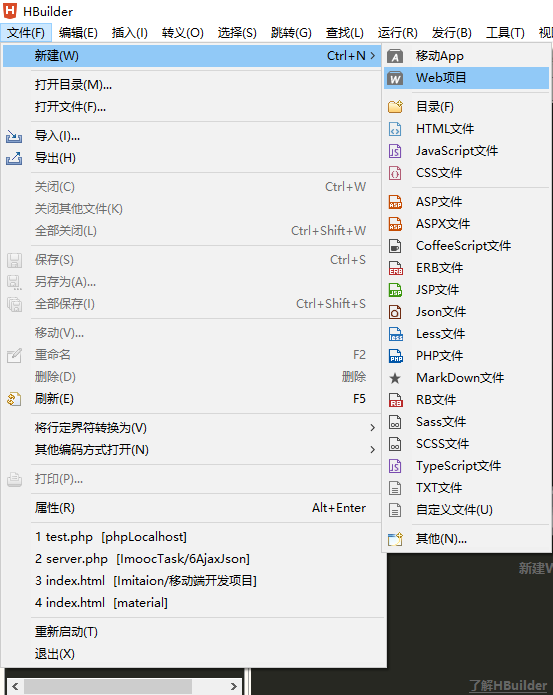 HBuilder
文件(F) 编辑(E) 插入(I) 转义(O) 选择(S) 跳转(G) 查找(L) 运行(R) 发行(B) 工具(T) 视
新建(W) Ctrl+N
打开目录(M)...
打开文件(F)...
导入(I)...
导出(H)
关闭(C) Ctrl+W
关闭其他文件(K)
全部关闭(L) Ctrl+Shift+W
保存(S) Ctrl+S
另存为(A)...
全部保存(I) Ctrl+Shift+S
移动(V)...
重命名 F2
删除(D) 删除
刷新(E) F5
将行定界符转换为(V)
其他编码方式打开(N)
打印(P)...
属性(R) Alt+Enter
1 test.php [phpLocalhost]
2 server.php [ImoocTask/6AjaxJson]
3 index.html [Imitaion/移动端开发项目]
4 index.html [material]
重新启动(T)
退出(X)
移动App
Web项目
目录(F)
HTML文件
JavaScript文件
CSS文件
ASP文件
ASPX文件
CoffeeScript文件
ERB文件
JSP文件
Json文件
Less文件
PHP文件
MarkDown文件
RB文件
Sass文件
SCSS文件
TypeScript文件
TXT文件
自定义文件(U)
其他(N)...
新建W
了解HBuilder